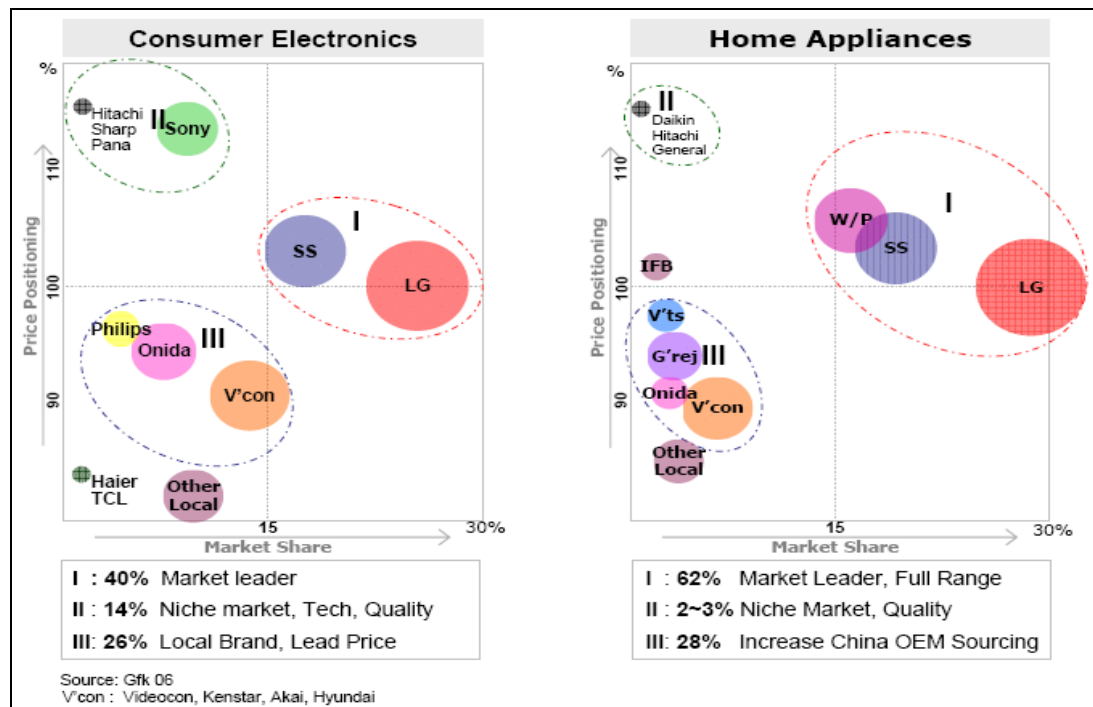 Consumer Electronics
%
Hitachi
Sharp
Pana
II
Sony
110
I
SS
LG
100
Price Positioning
Philips
Onida
III
V'con
90
Haier
TCL
Other
Local
15
30%
Market Share
I : 40% Market leader
II : 14% Niche market, Tech, Quality
III: 26% Local Brand, Lead Price
Home Appliances
%
II
Daikin
Hitachi
General
110
I
W/P
SS
LG
IFB
100
Price Positioning
V'ts
G'rej
III
Onida
V'con
90
Other
Local
15
30%
Market Share
I : 62% Market Leader, Full Range
II : 2~3% Niche Market, Quality
III: 28% Increase China OEM Sourcing
Source: Gfk 06
V'con : Videocon, Kenstar, Akai, Hyundai